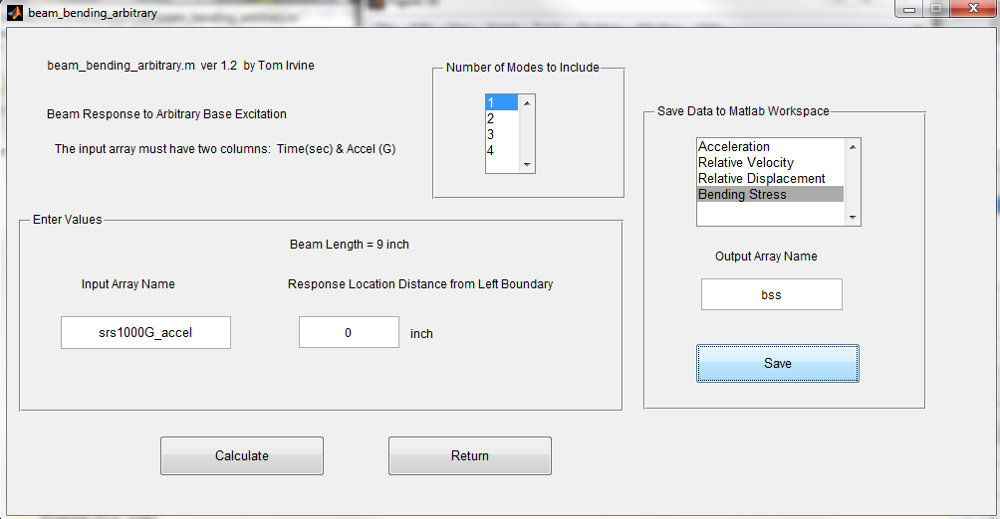 beam_bending_arbitrary
beam_bending_arbitrary.m ver 1.2 by Tom Irvine
Beam Response to Arbitrary Base Excitation
The input array must have two columns: Time(sec) & Accel (G)
Number of Modes to Include
1
2
3
4
Save Data to Matlab Workspace
Acceleration
Relative Velocity
Relative Displacement
Bending Stress
Output Array Name
bss
Save
Enter Values
Beam Length = 9 inch
Input Array Name
Response Location Distance from Left Boundary
srs1000G_accel
0 inch
Calculate
Return